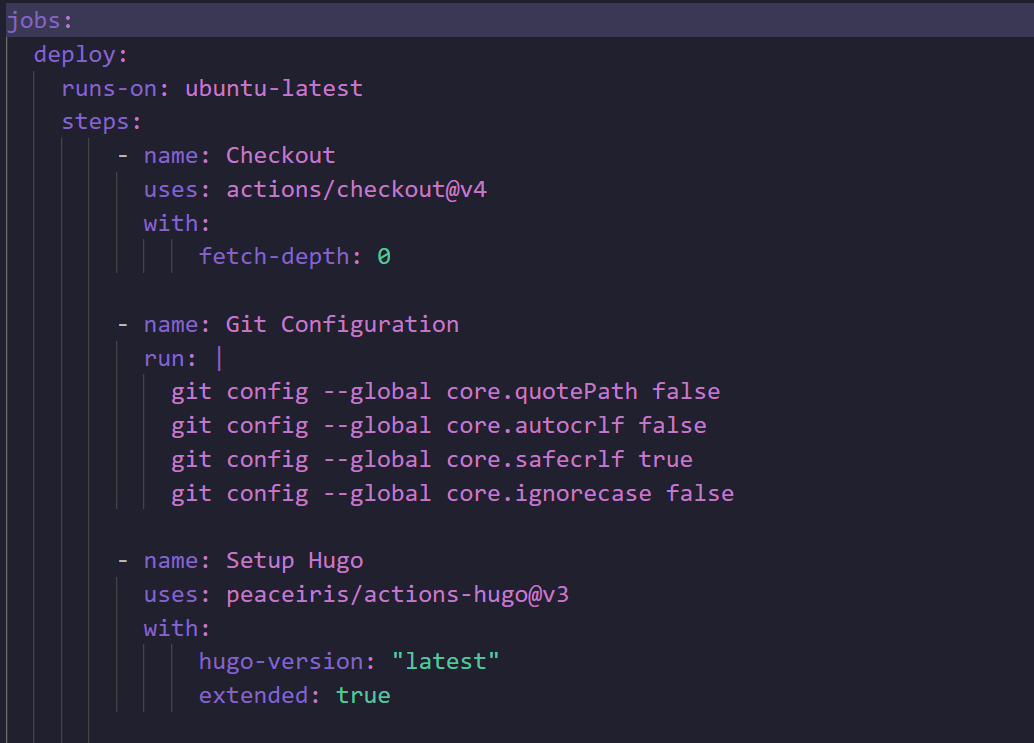 jobs:
  deploy:
    runs-on: ubuntu-latest
    steps:
        - name: Checkout
          uses: actions/checkout@v4
          with:
              fetch-depth: 0

        - name: Git Configuration
          run: |
            git config --global core.quotePath false
            git config --global core.autocrlf false
            git config --global core.safecrlf true
            git config --global core.ignorecase false

        - name: Setup Hugo
          uses: peaceiris/actions-hugo@v3
          with:
              hugo-version: "latest"
              extended: true